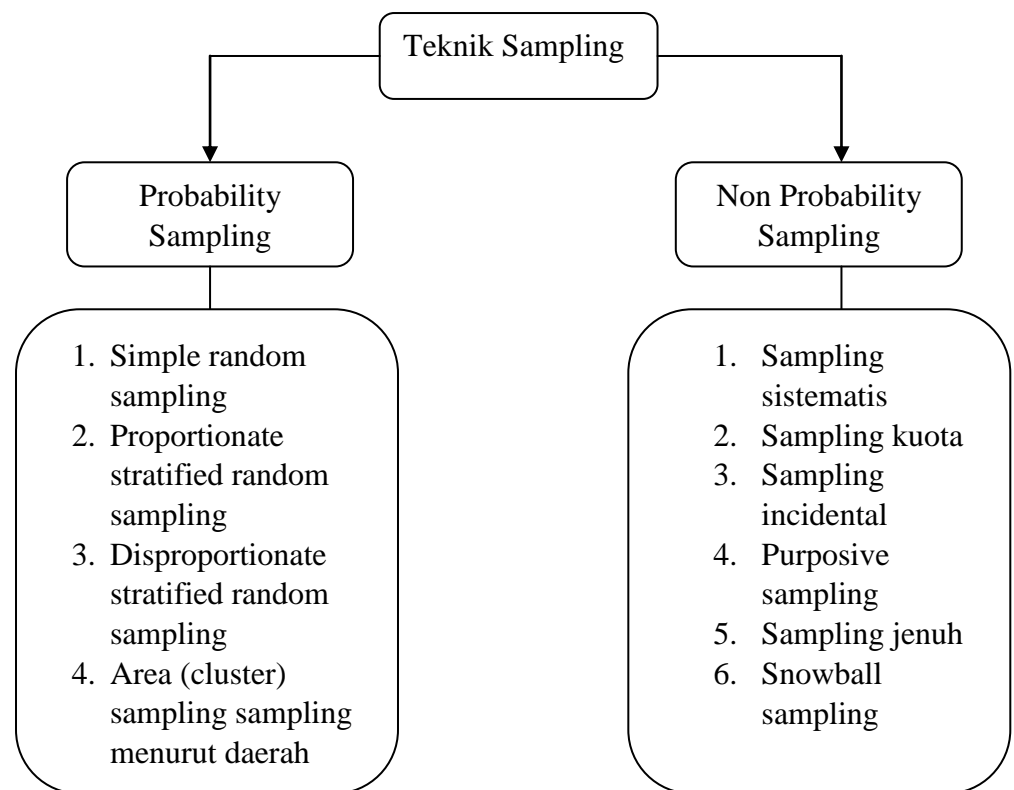 Teknik Sampling
Probability
Sampling
1. Simple random
sampling
2. Proportionate
stratified random
sampling
3. Disproportionate
stratified random
sampling
4. Area (cluster)
sampling sampling
menurut daerah
Non Probability
Sampling
1. Sampling
sistematis
2. Sampling kuota
3. Sampling
incidental
4. Purposive
sampling
5. Sampling jenuh
6. Snowball
sampling